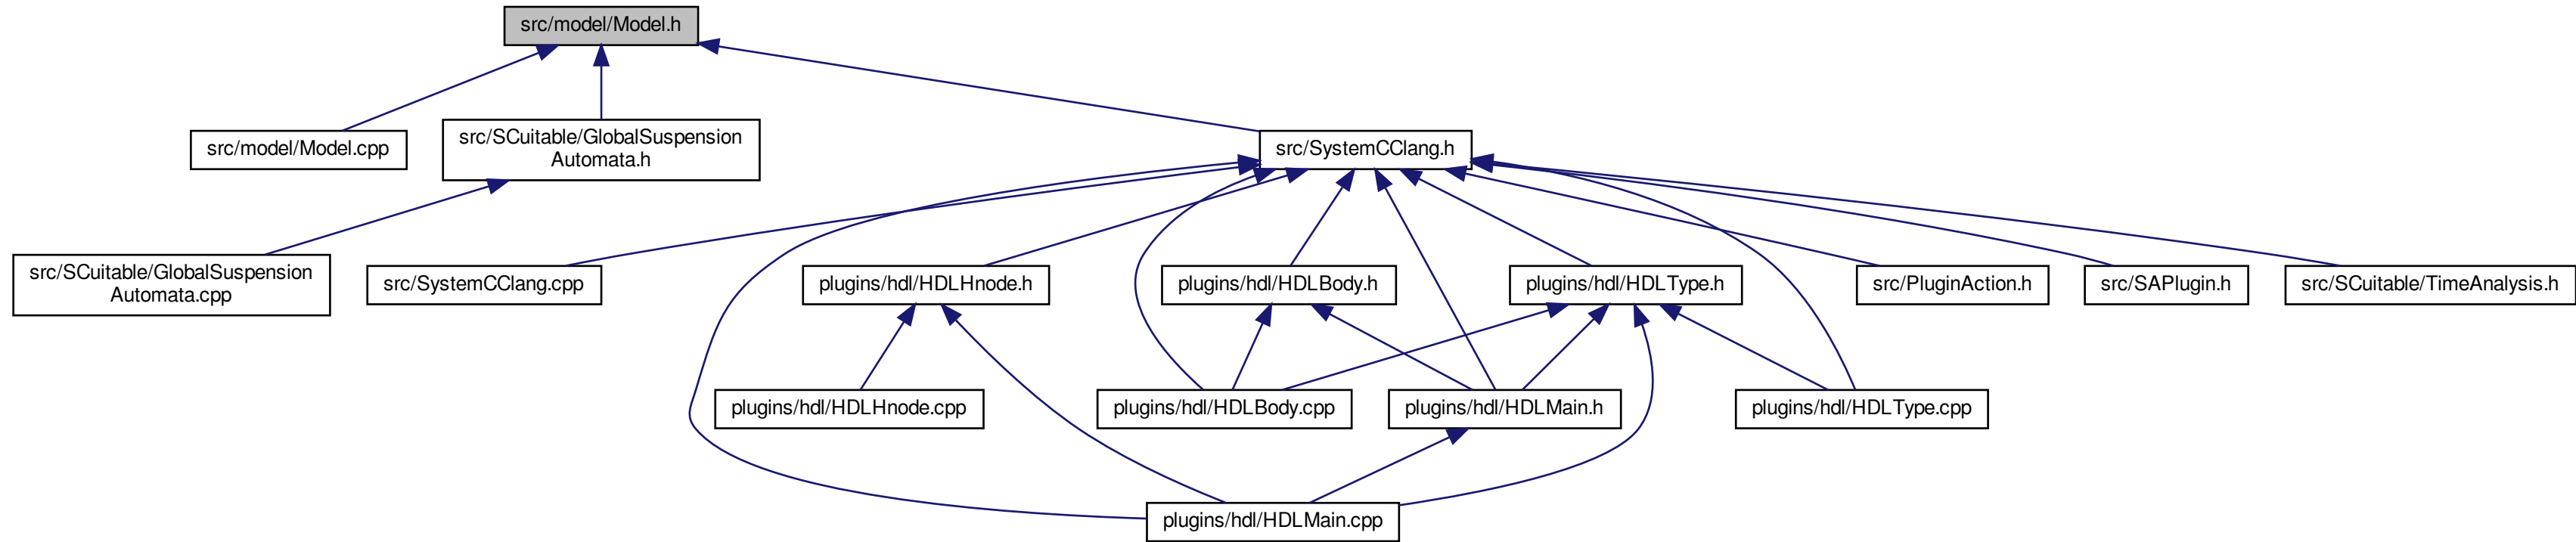 src/model/Model.h
src/model/Model.cpp
src/SCuitable/GlobalSuspension
Automata.h
src/SystemCClang.h
src/SCuitable/GlobalSuspension
Automata.cpp
src/SystemCClang.cpp
plugins/hdl/HDLHnode.h
plugins/hdl/HDLBody.h
plugins/hdl/HDLType.h
src/PluginAction.h
src/SAPlugin.h
src/SCuitable/TimeAnalysis.h
plugins/hdl/HDLHnode.cpp
plugins/hdl/HDLBody.cpp
plugins/hdl/HDLMain.h
plugins/hdl/HDLType.cpp
plugins/hdl/HDLMain.cpp